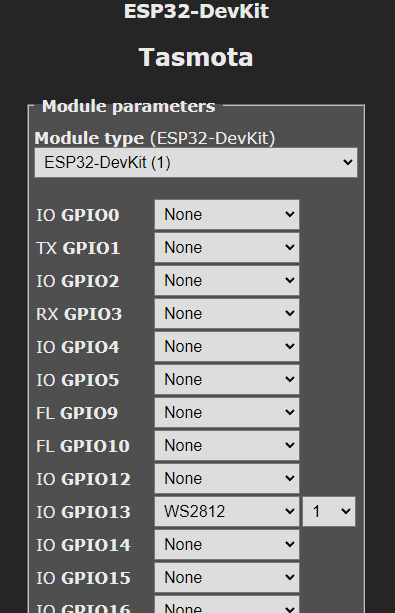 ESP32-DevKit
Tasmota
Module parameters
Module type (ESP32-DevKit)
ESP32-DevKit (1)
IO GPIO0 None
TX GPIO1 None
IO GPIO2 None
RX GPIO3 None
IO GPIO4 None
IO GPIO5 None
FL GPIO9 None
FL GPIO10 None
IO GPIO12 None
IO GPIO13 WS2812 1
IO GPIO14 None
IO GPIO15 None
IO GPIO16 None